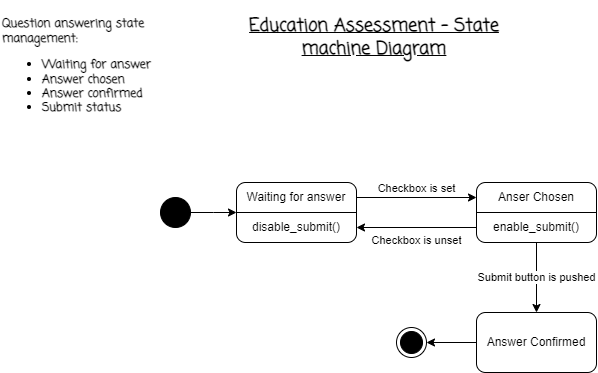 Question answering state
management:
Waiting for answer
Answer chosen
Answer confirmed
Submit status
Education Assessment - State
machine Diagram
Waiting for answer
disable_submit()
Checkbox is set
Checkbox is unset
Anser Chosen
enable_submit()
Submit button is pushed
Answer Confirmed